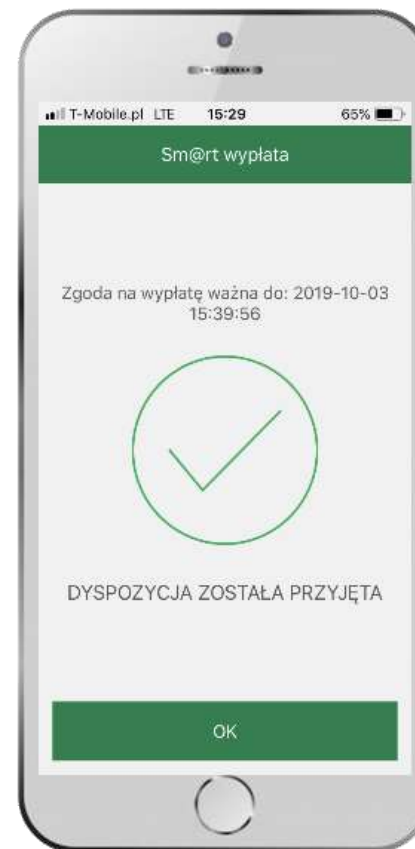 T-Mobile.pl LTE 15:29 65%
Sm@rt wypłata
Zgoda na wypłatę ważna do: 2019-10-03
15:39:56
DYSPOZYCJA ZOSTAŁA PRZYJĘTA
OK